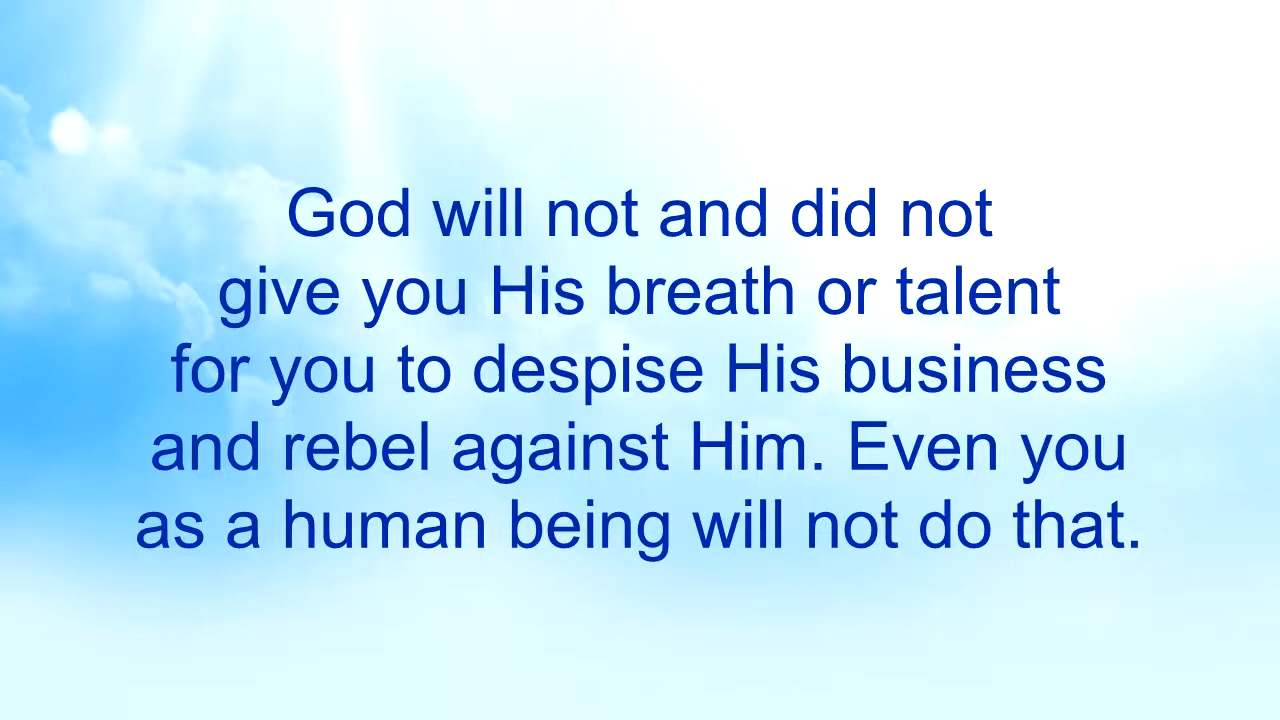 God will not and did not
give you His breath or talent
for you to despise His business
and rebel against Him. Even you
as a human being will not do that.